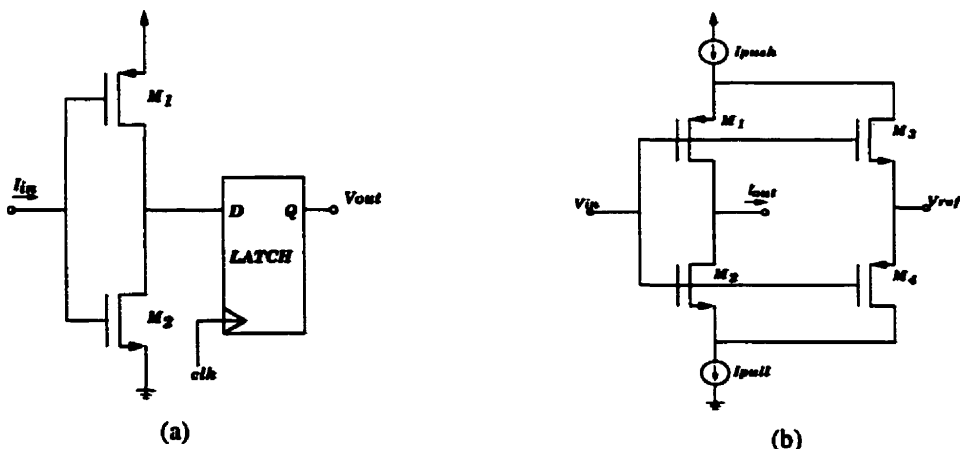 M1
Iin
D Q
Vout
LATCH
M2
clk
(a)
Ipush
M1
M3
Vin
Iout
Vref
M2
M4
Ipull
(b)